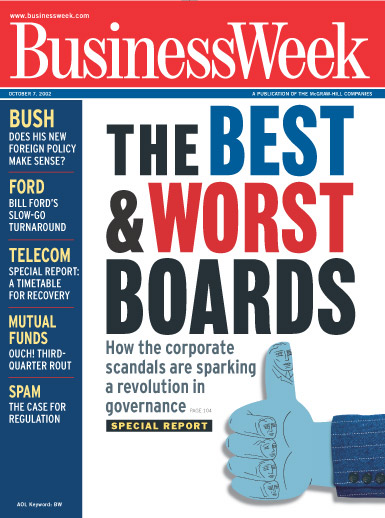 www.businessweek.com
BusinessWeek
OCTOBER 7, 2002
A PUBLICATION OF THE McGRAW-HILL COMPANIES
BUSH
DOES HIS NEW
FOREIGN POLICY
MAKE SENSE?
FORD
BILL FORD'S
SLOW-GO
TURNAROUND
TELECOM
SPECIAL REPORT:
A TIMETABLE
FOR RECOVERY
MUTUAL
FUNDS
OUCH! THIRD-
QUARTER ROUT
SPAM
THE CASE FOR
REGULATION
AOL Keyword: BW
THE BEST
& WORST
BOARDS
How the corporate
scandals are sparking
a revolution in
governance PAGE 104
SPECIAL REPORT